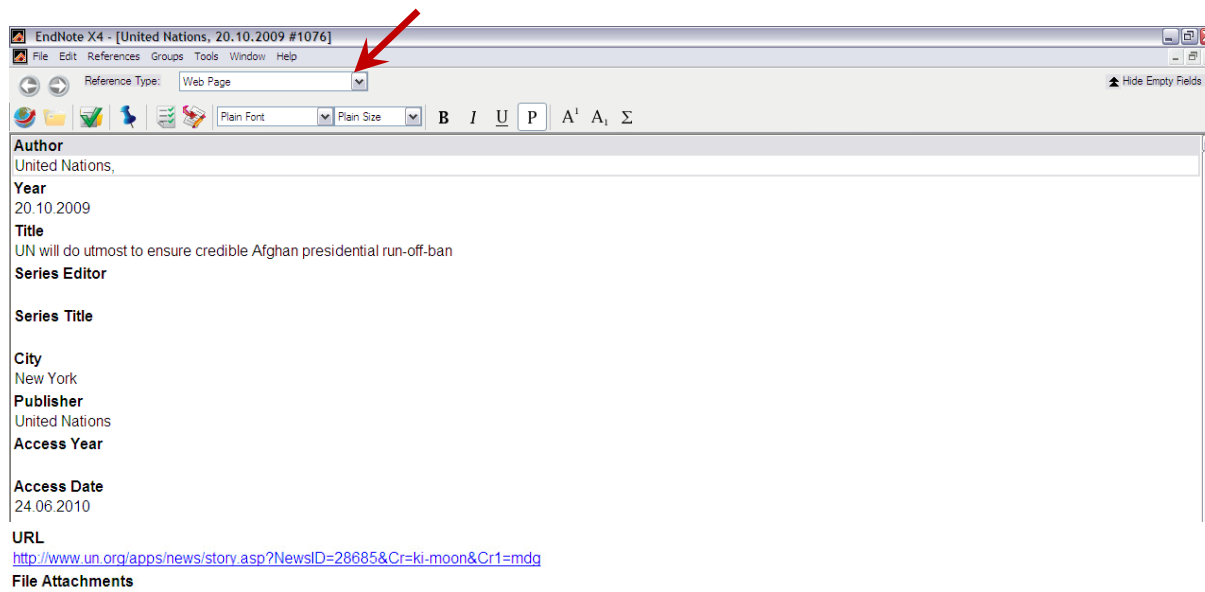 EndNote X4 - [United Nations, 20.10.2009 #1076]
File Edit References Groups Tools Window Help
Reference Type: Web Page
Hide Empty Fields
Plain Font Plain Size B I U P A¹ A₁ Σ
Author
United Nations,
Year
20.10.2009
Title
UN will do utmost to ensure credible Afghan presidential run-off-ban
Series Editor
Series Title
City
New York
Publisher
United Nations
Access Year
Access Date
24.06.2010
URL
http://www.un.org/apps/news/story.asp?NewsID=28685&Cr=ki-moon&Cr1=mdg
File Attachments